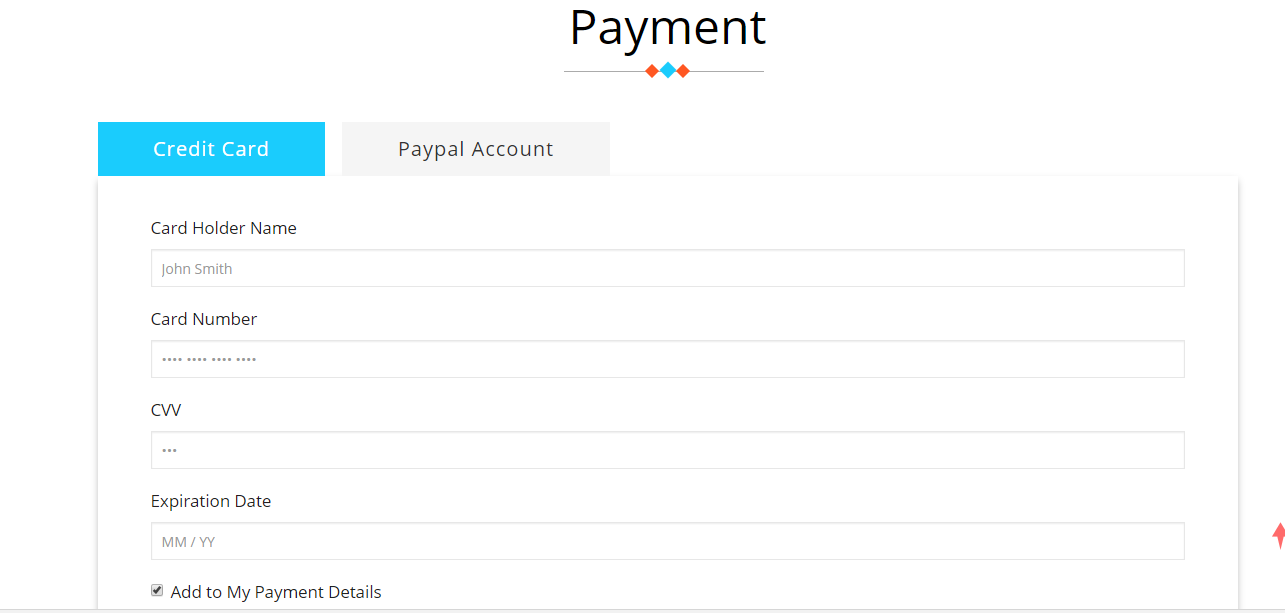 Payment
Credit Card
Paypal Account
Card Holder Name
John Smith
Card Number
•••• •••• •••• ••••
CVV
•••
Expiration Date
MM / YY
Add to My Payment Details